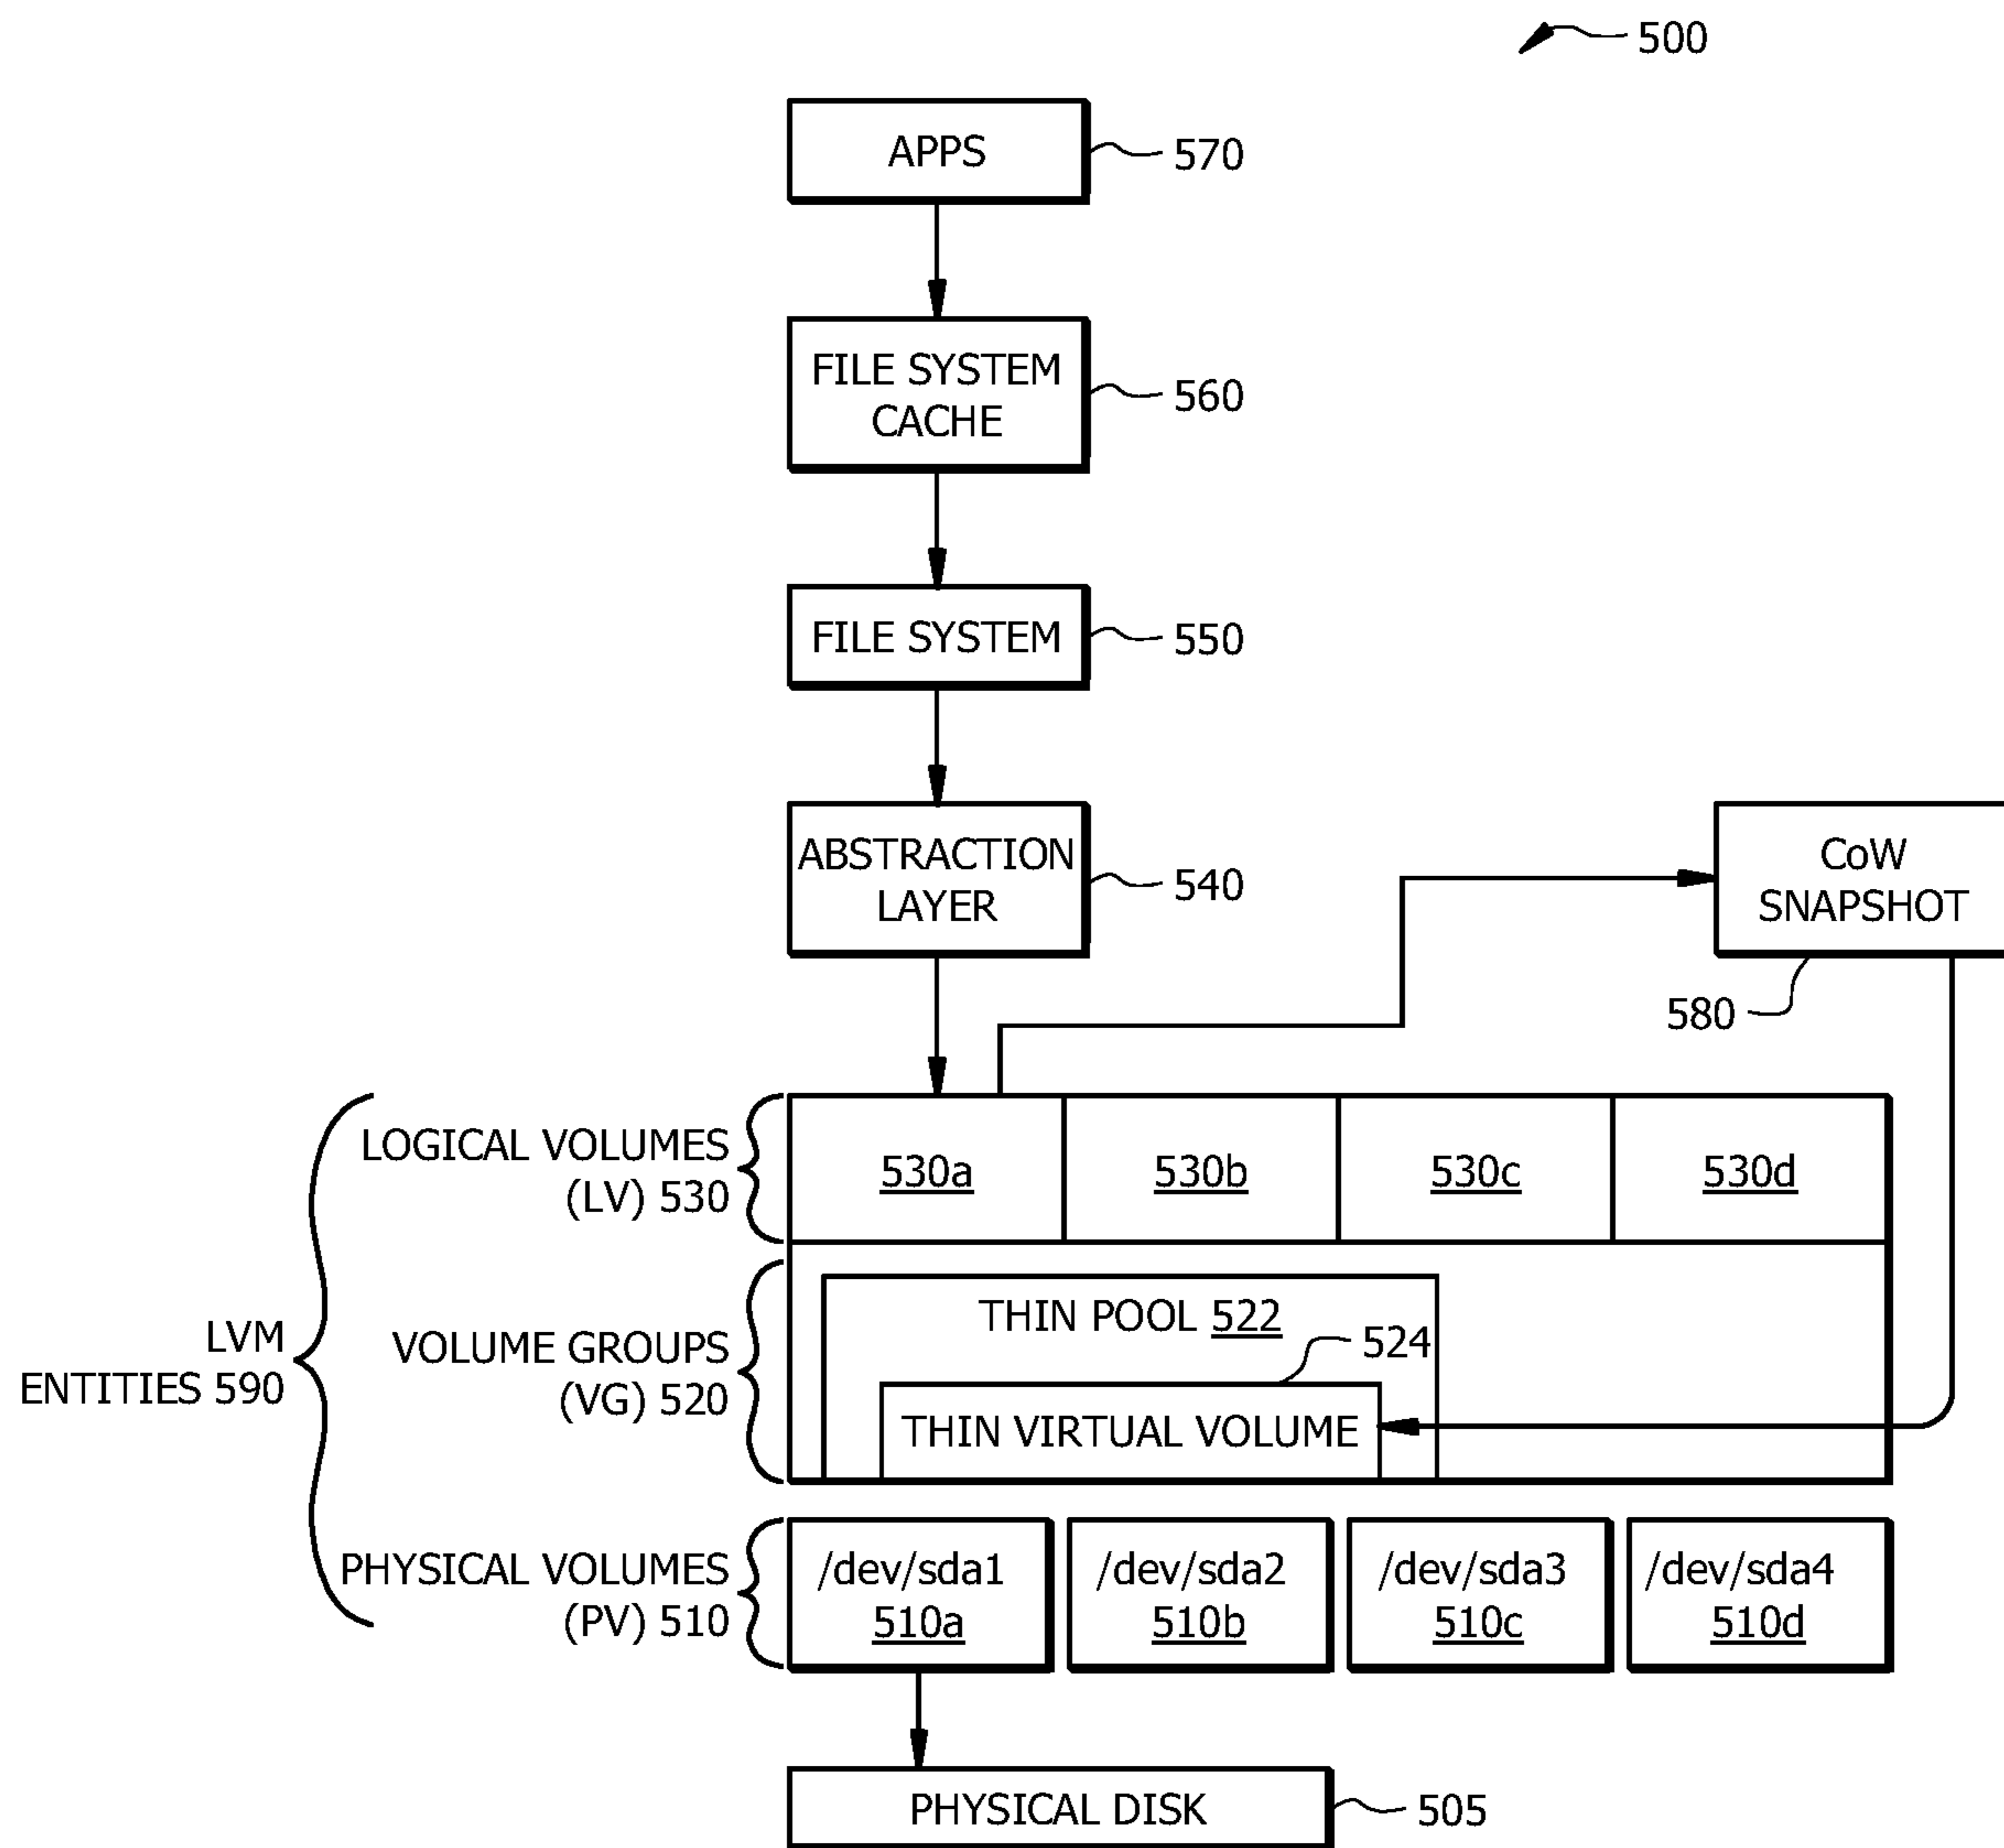 500
APPS
570
FILE SYSTEM
CACHE
560
FILE SYSTEM
550
ABSTRACTION
LAYER
540
CoW
SNAPSHOT
580
LOGICAL VOLUMES
(LV) 530
530a
530b
530c
530d
LVM
ENTITIES 590
VOLUME GROUPS
(VG) 520
THIN POOL 522
524
THIN VIRTUAL VOLUME
PHYSICAL VOLUMES
(PV) 510
/dev/sda1
510a
/dev/sda2
510b
/dev/sda3
510c
/dev/sda4
510d
PHYSICAL DISK
505